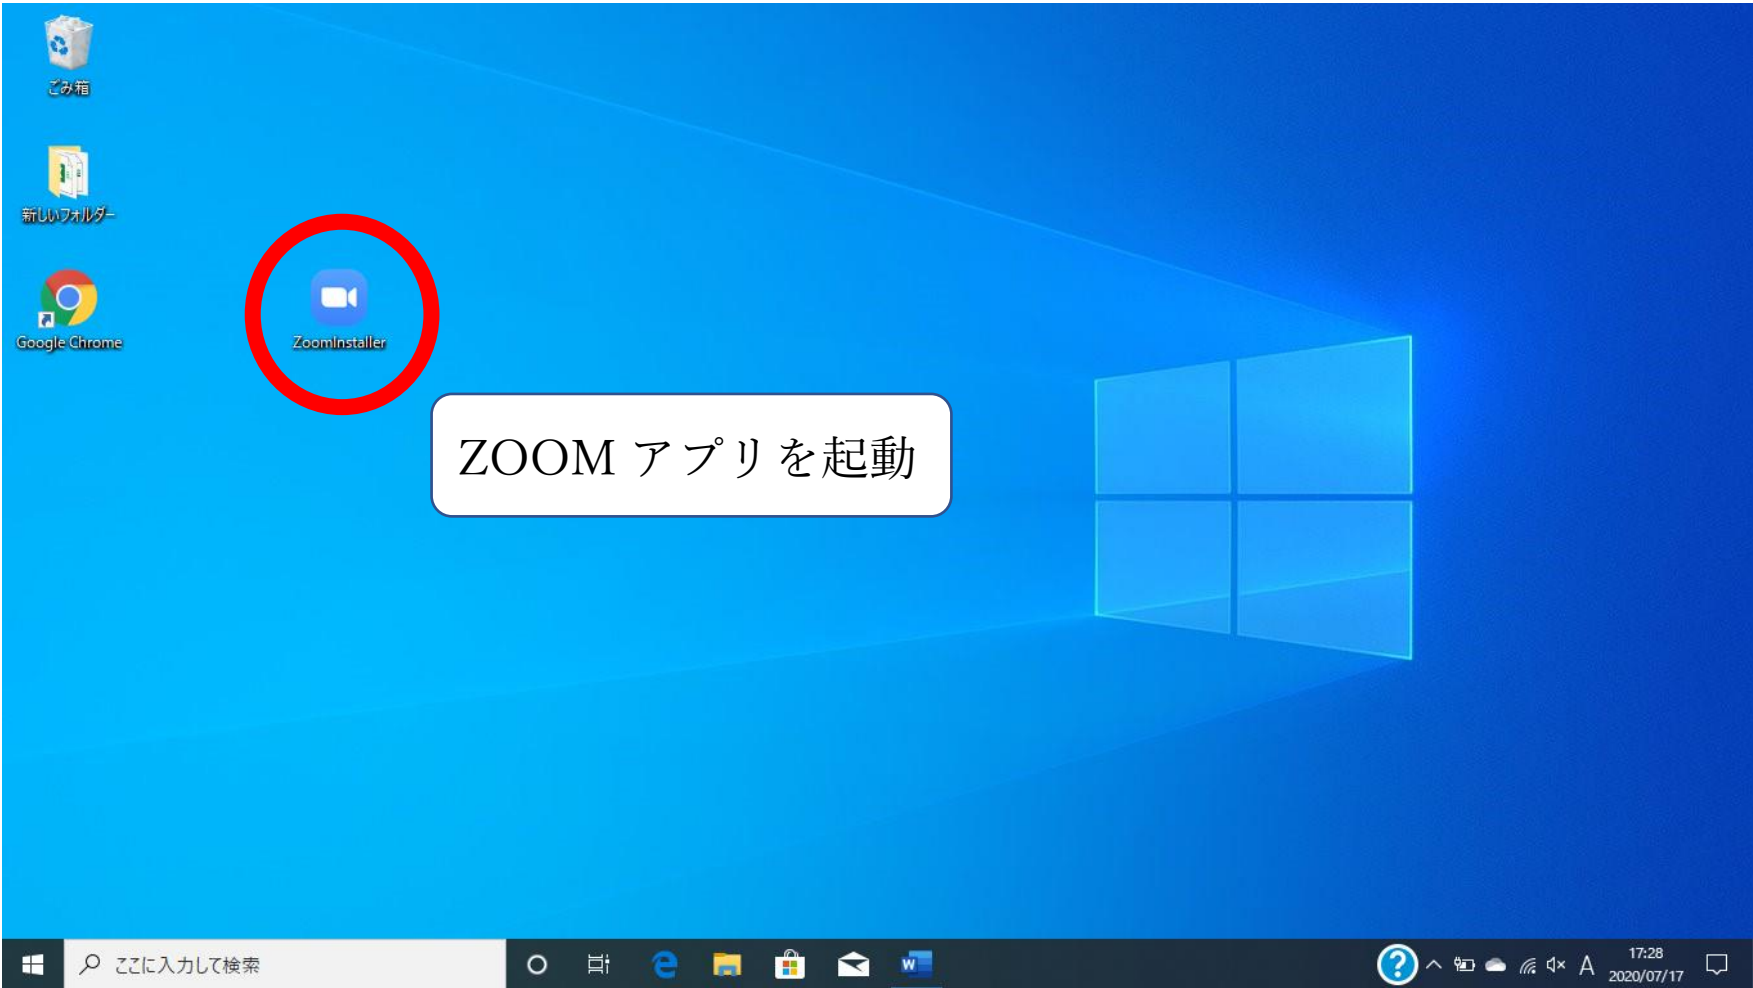 ごみ箱
新しいフォルダー
Google Chrome
ZoomInstaller
ZOOM アプリを起動
ここに入力して検索
A
17:28
2020/07/17